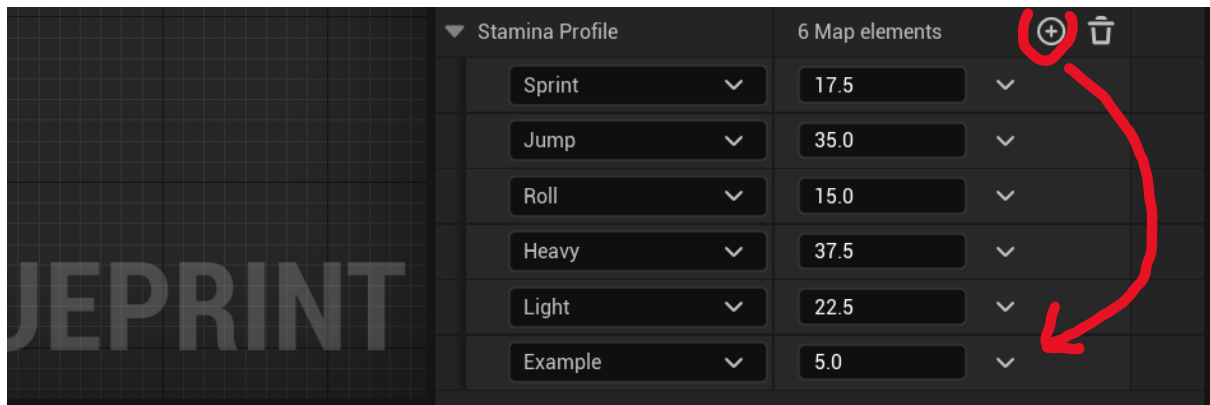 Stamina Profile 6 Map elements
Sprint 17.5
Jump 35.0
Roll 15.0
Heavy 37.5
Light 22.5
UEPRINT
Example 5.0